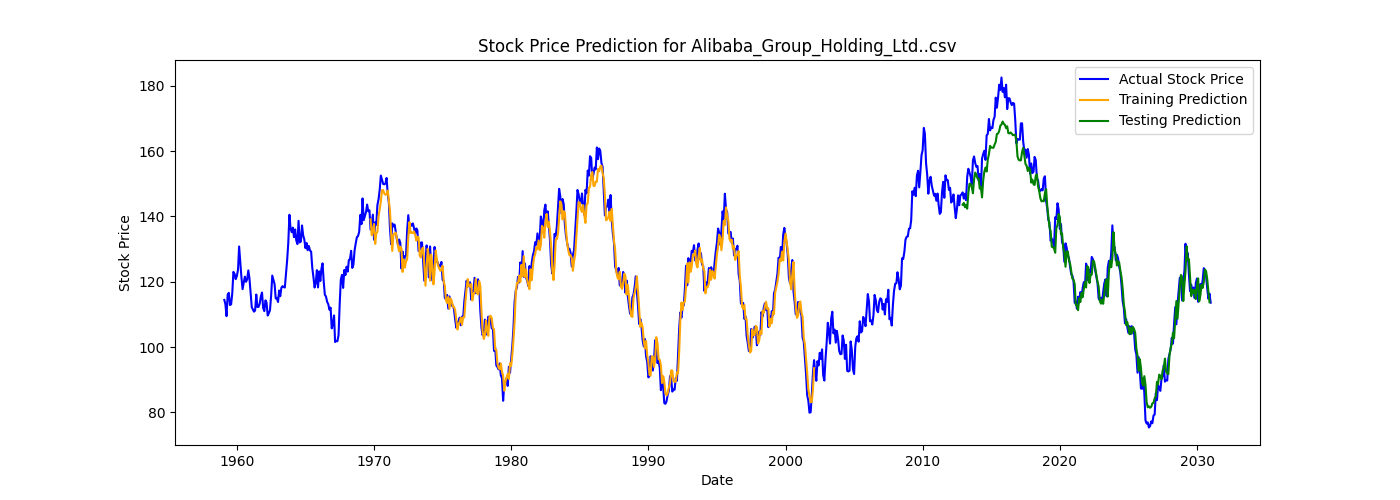 Stock Price Prediction for Alibaba_Group_Holding_Ltd..csv
Actual Stock Price
Training Prediction
Testing Prediction
Stock Price
180
160
140
120
100
80
1960 1970 1980 1990 2000 2010 2020 2030
Date